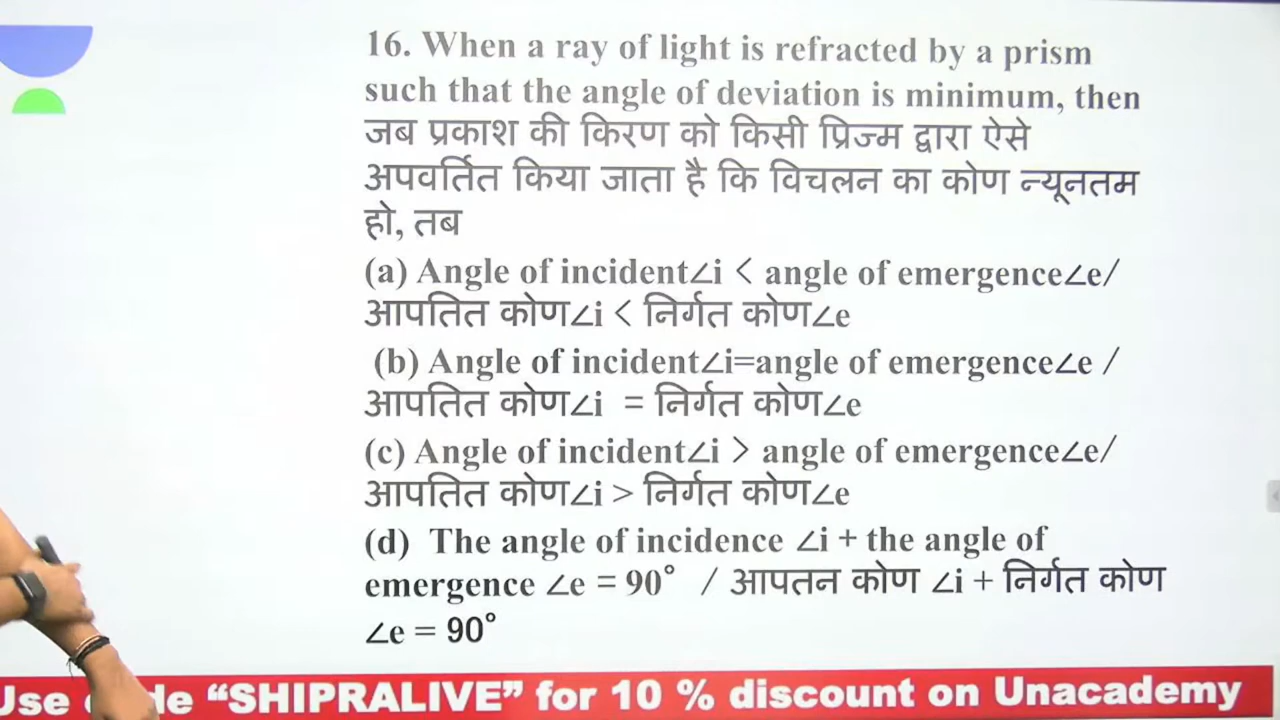 16. When a ray of light is refracted by a prism
such that the angle of deviation is minimum, then
जब प्रकाश की किरण को किसी प्रिज्म द्वारा ऐसे
अपवर्तित किया जाता है कि विचलन का कोण न्यूनतम
हो, तब
(a) Angle of incident∠i < angle of emergence∠e/
आपतित कोण∠i < निर्गत कोण∠e
(b) Angle of incident∠i=angle of emergence∠e /
आपतित कोण∠i = निर्गत कोण∠e
(c) Angle of incident∠i > angle of emergence∠e/
आपतित कोण∠i > निर्गत कोण∠e
(d) The angle of incidence ∠i + the angle of
emergence ∠e = 90° / आपतन कोण ∠i + निर्गत कोण
∠e = 90°
Use de “SHIPRALIVE” for 10 % discount on Unacademy